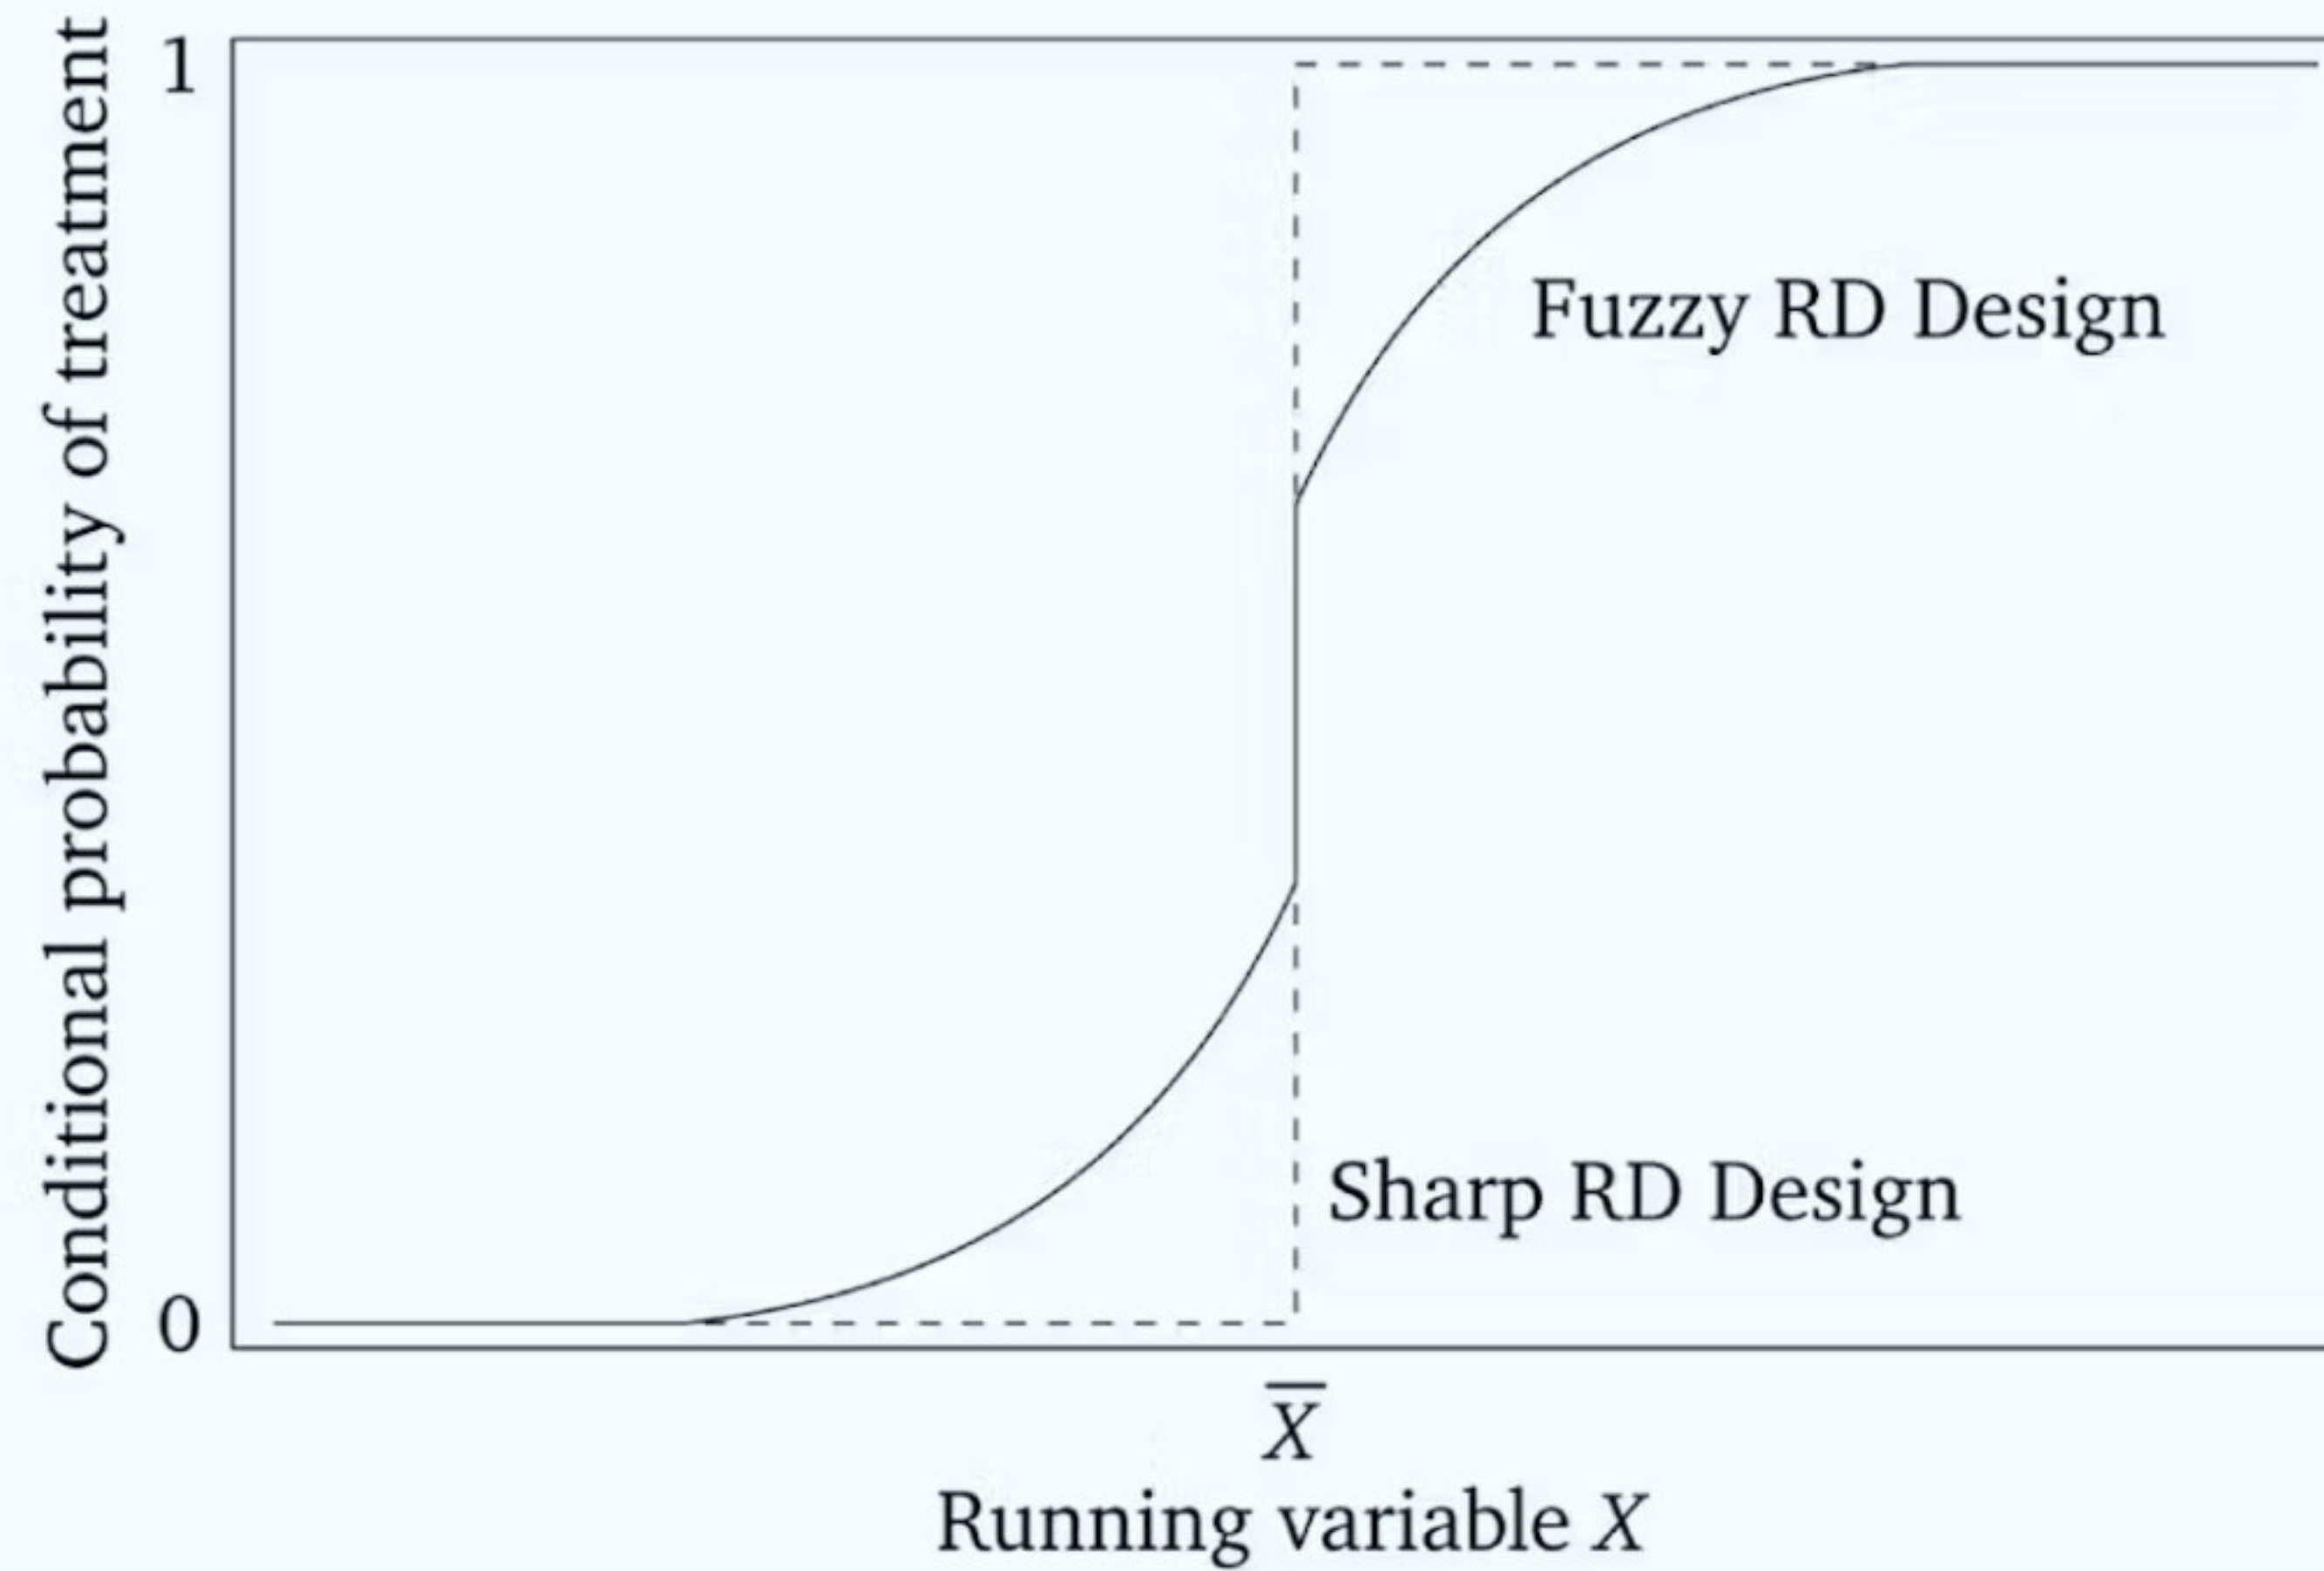 Conditional probability of treatment
1
Fuzzy RD Design
Sharp RD Design
0
X̅
Running variable X